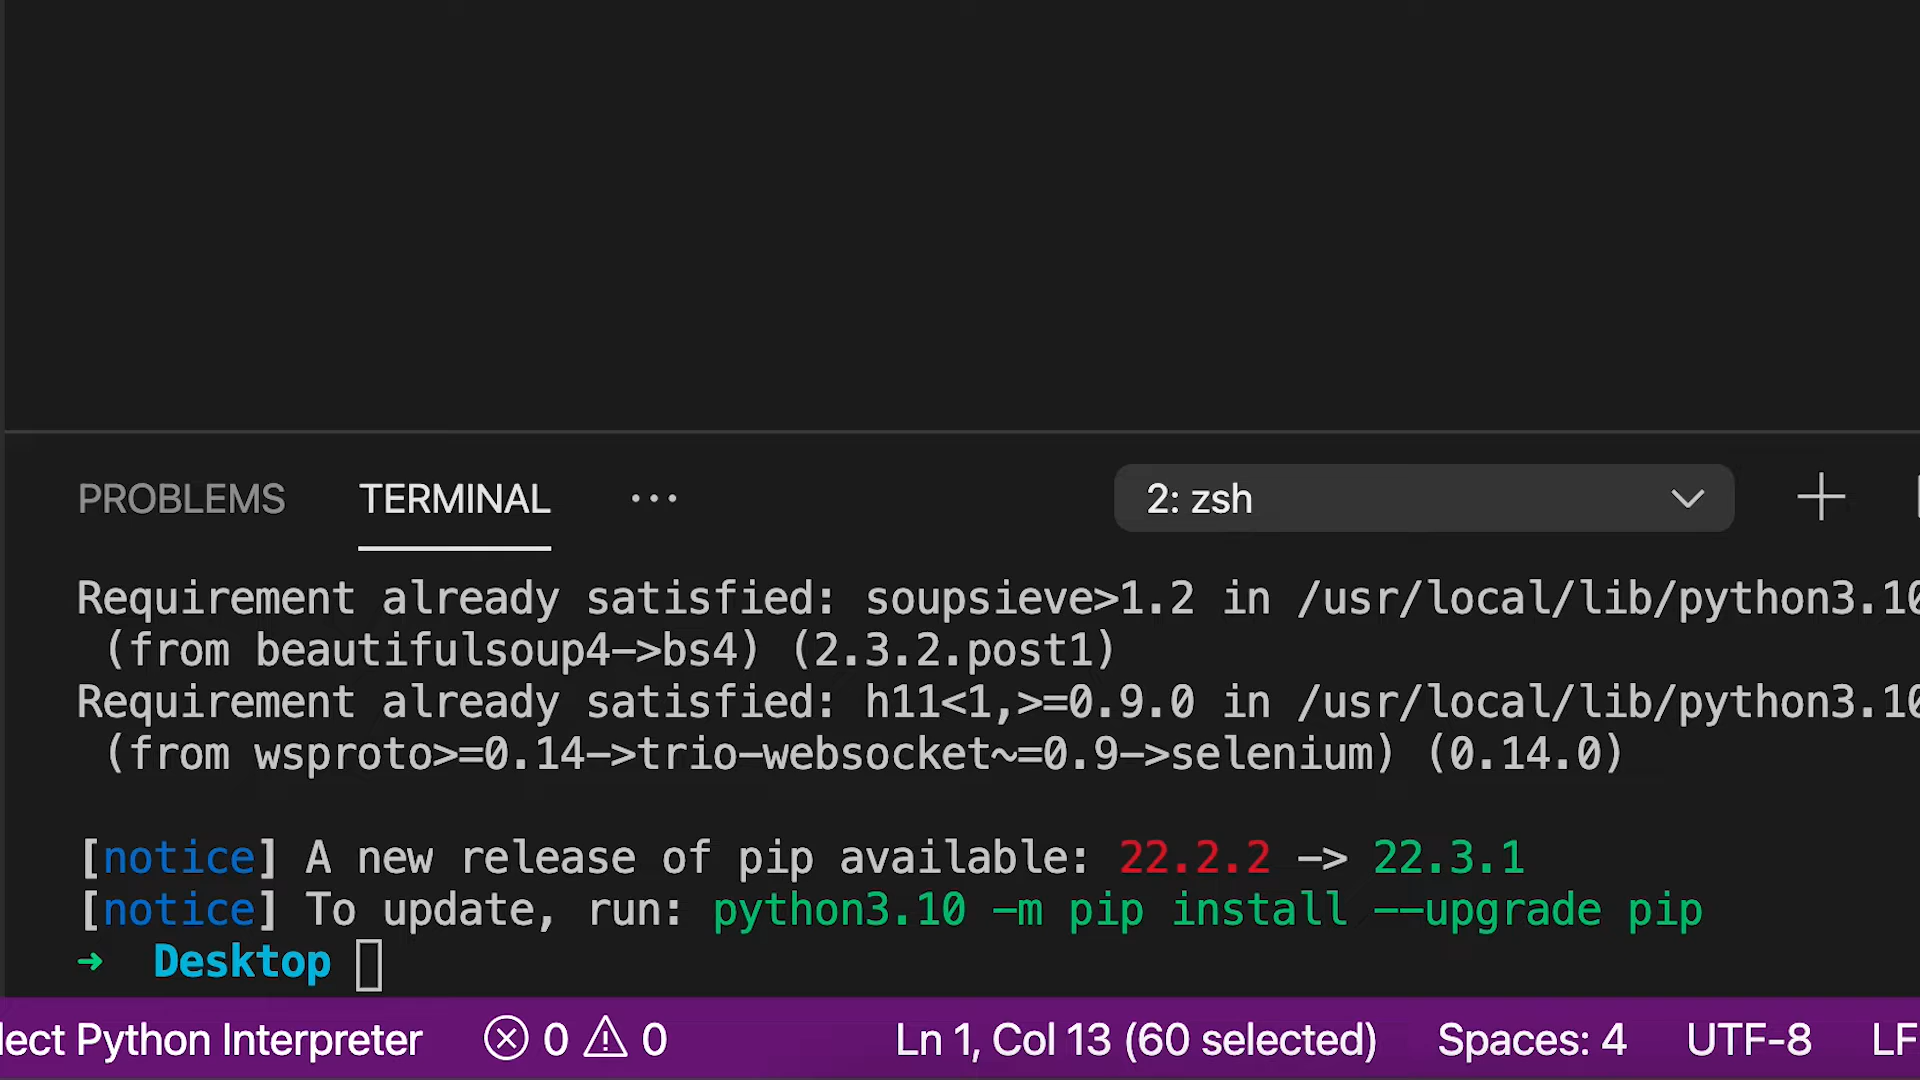 PROBLEMS TERMINAL ··· 2: zsh
Requirement already satisfied: soupsieve>1.2 in /usr/local/lib/python3.10
(from beautifulsoup4->bs4) (2.3.2.post1)
Requirement already satisfied: h11<1,>=0.9.0 in /usr/local/lib/python3.10
(from wsproto>=0.14->trio-websocket~=0.9->selenium) (0.14.0)
[notice] A new release of pip available: 22.2.2 -> 22.3.1
[notice] To update, run: python3.10 -m pip install --upgrade pip
➜ Desktop
lect Python Interpreter 0 0 Ln 1, Col 13 (60 selected) Spaces: 4 UTF-8 LF